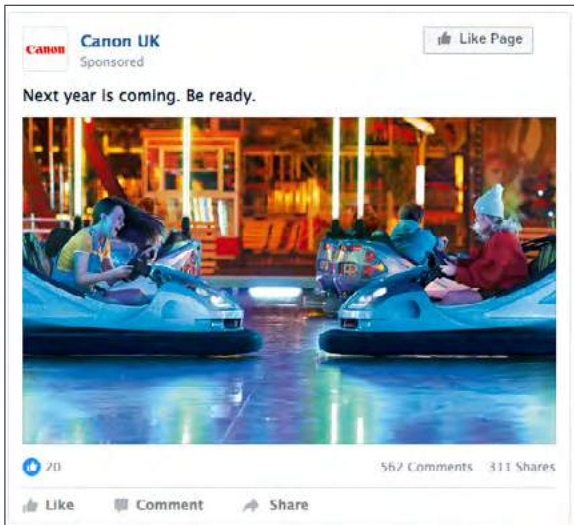 Canon
Canon UK
Like Page
Sponsored
Next year is coming. Be ready.
20
562 Comments 311 Shares
Like Comment Share